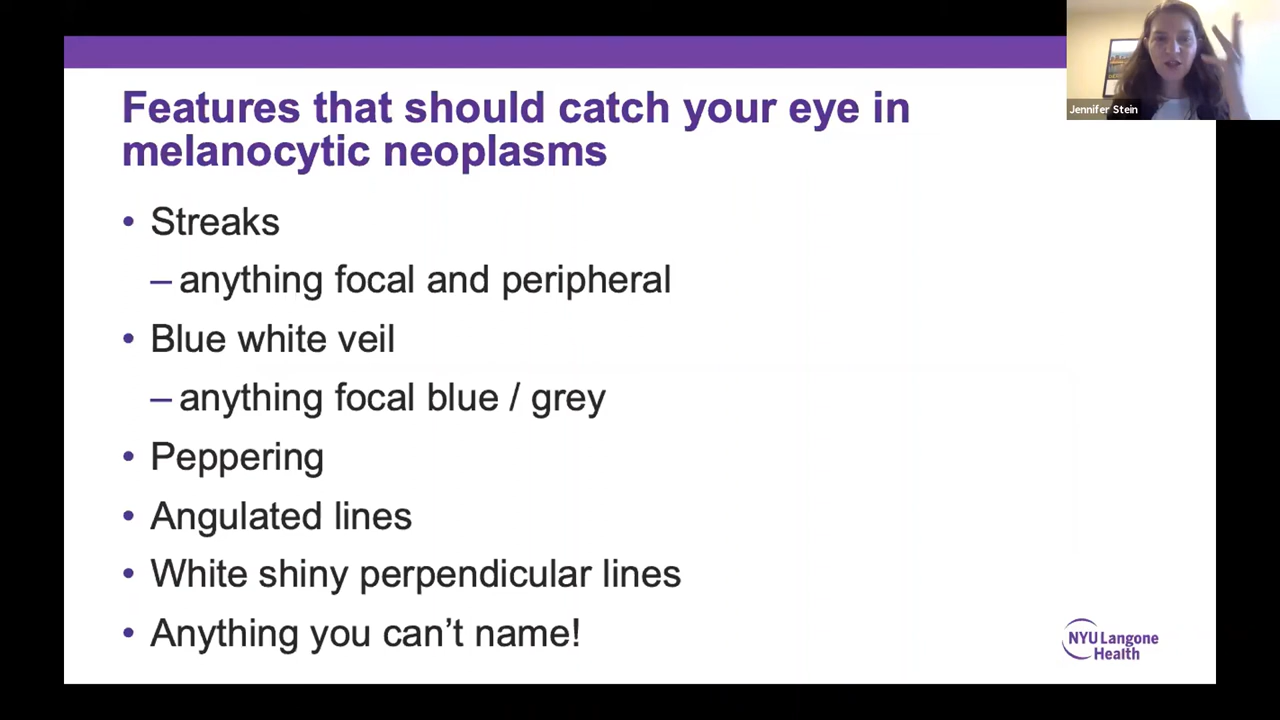 Features that should catch your eye in
melanocytic neoplasms
• Streaks
– anything focal and peripheral
• Blue white veil
– anything focal blue / grey
• Peppering
• Angulated lines
• White shiny perpendicular lines
• Anything you can't name!
Jennifer Stein
NYU Langone
Health